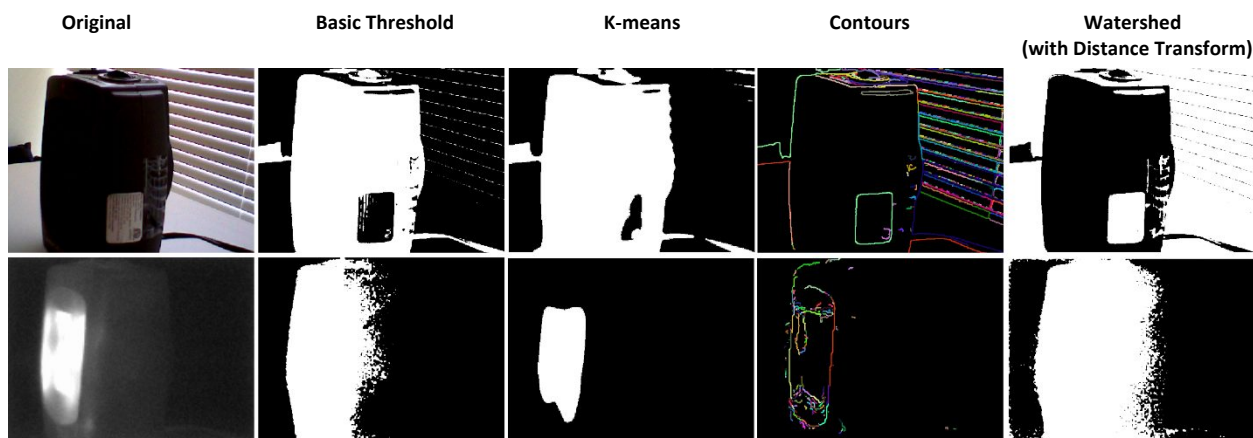 Original
Basic Threshold
K-means
Contours
Watershed
(with Distance Transform)